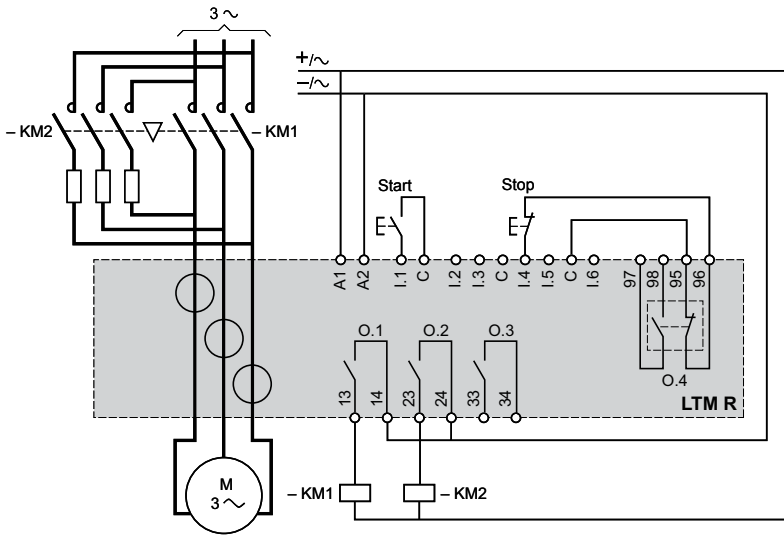 3 ~
+/~
−/~
– KM2
– KM1
Start
Stop
A1
A2
I.1
C
I.2
I.3
C
I.4
I.5
C
I.6
97
98
95
96
O.1
O.2
O.3
O.4
13
14
23
24
33
34
LTM R
M
3 ~
– KM1
– KM2